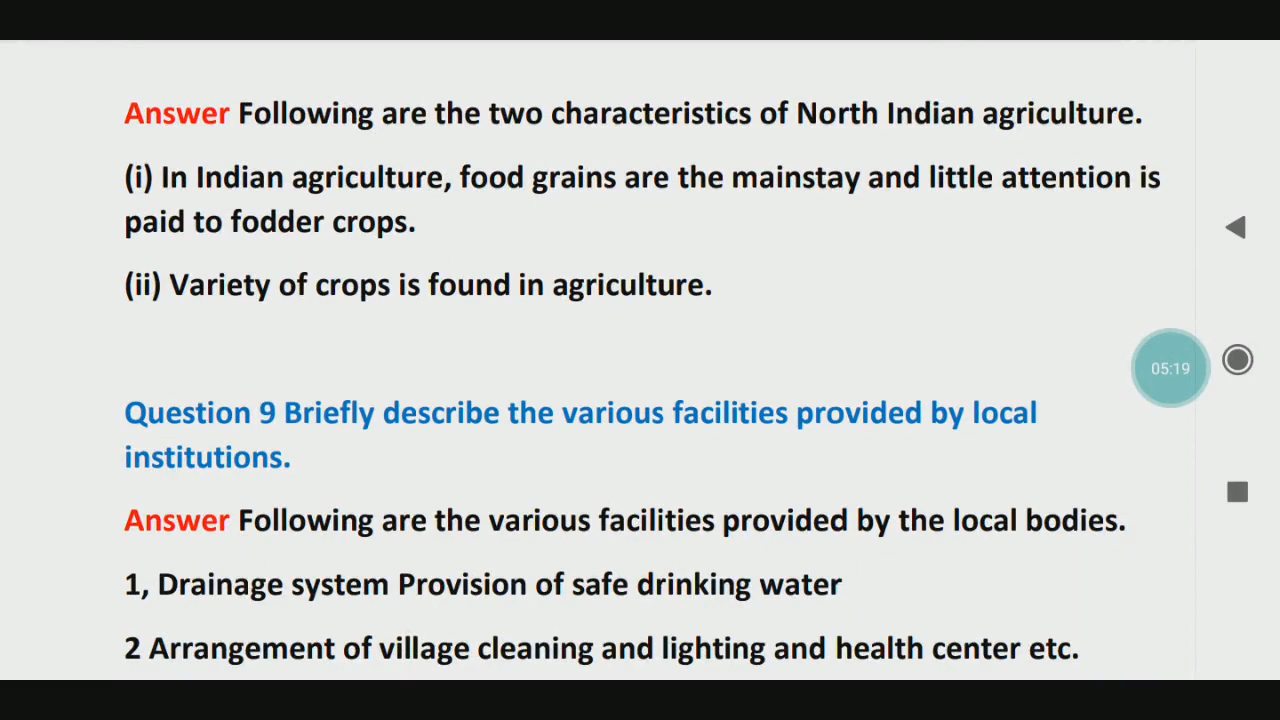 Answer Following are the two characteristics of North Indian agriculture.
(i) In Indian agriculture, food grains are the mainstay and little attention is
paid to fodder crops.
(ii) Variety of crops is found in agriculture.
05:19
Question 9 Briefly describe the various facilities provided by local
institutions.
Answer Following are the various facilities provided by the local bodies.
1, Drainage system Provision of safe drinking water
2 Arrangement of village cleaning and lighting and health center etc.